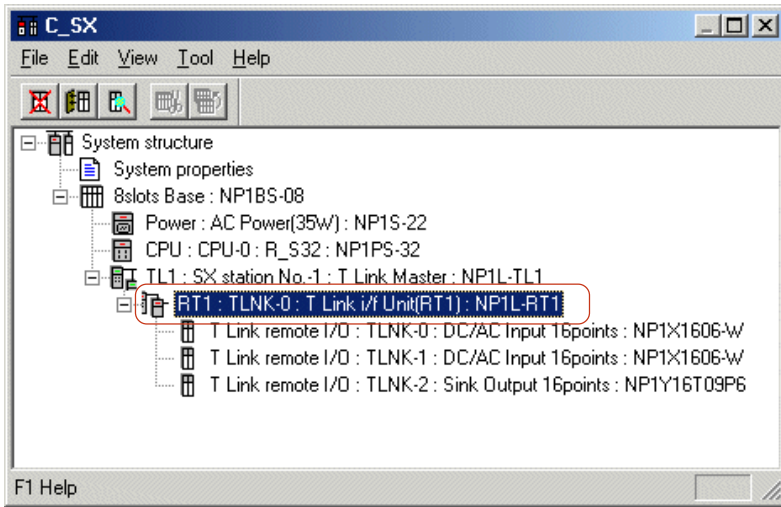 C_SX
File Edit View Tool Help
System structure
System properties
8slots Base : NP1BS-08
Power : AC Power(35W) : NP1S-22
CPU : CPU-0 : R_S32 : NP1PS-32
TL1 : SX station No.-1 : T Link Master : NP1L-TL1
RT1 : TLNK-0 : T Link i/f Unit(RT1) : NP1L-RT1
T Link remote I/O : TLNK-0 : DC/AC Input 16points : NP1X1606-W
T Link remote I/O : TLNK-1 : DC/AC Input 16points : NP1X1606-W
T Link remote I/O : TLNK-2 : Sink Output 16points : NP1Y16T09P6
F1 Help